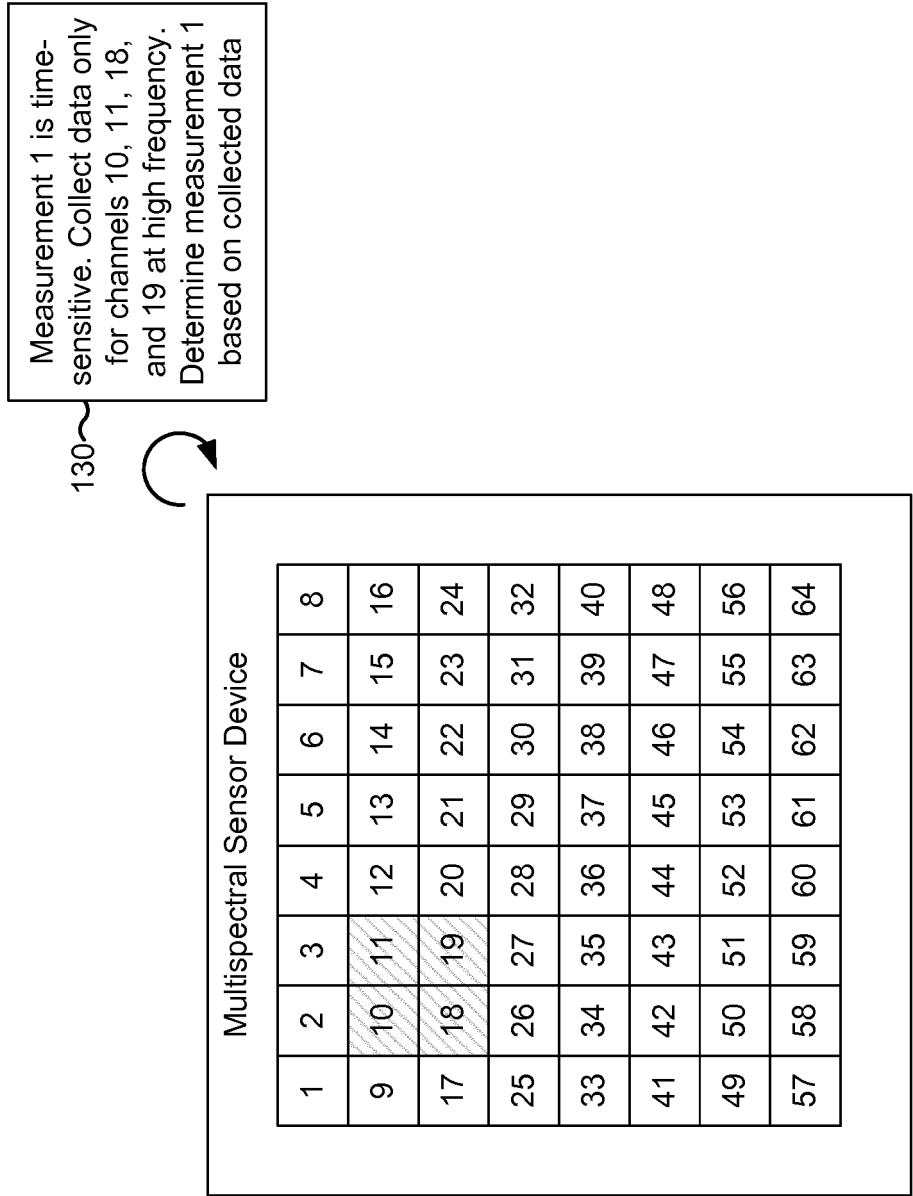 Measurement 1 is time-
sensitive. Collect data only
for channels 10, 11, 18,
and 19 at high frequency.
Determine measurement 1
based on collected data
130
Multispectral Sensor Device
1 2 3 4 5 6 7 8
9 10 11 12 13 14 15 16
17 18 19 20 21 22 23 24
25 26 27 28 29 30 31 32
33 34 35 36 37 38 39 40
41 42 43 44 45 46 47 48
49 50 51 52 53 54 55 56
57 58 59 60 61 62 63 64